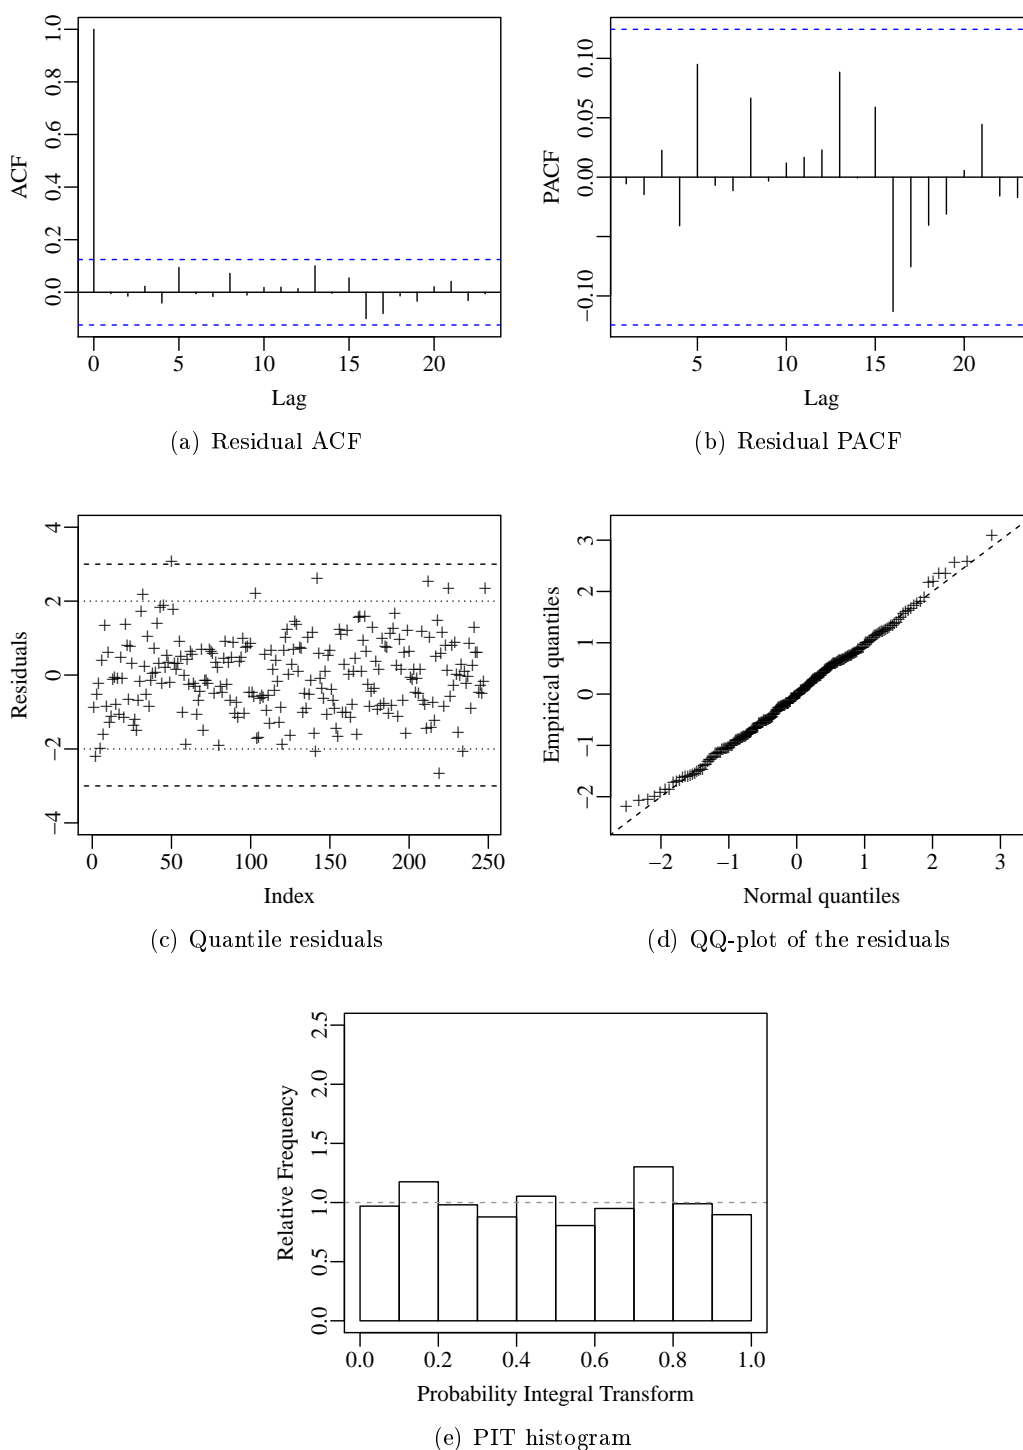 ACF
0.0 0.2 0.4 0.6 0.8 1.0
0 5 10 15 20
Lag
(a) Residual ACF
PACF
−0.10 0.00 0.05 0.10
5 10 15 20
Lag
(b) Residual PACF
Residuals
−4 −2 0 2 4
0 50 100 150 200 250
Index
(c) Quantile residuals
Empirical quantiles
−2 −1 0 1 2 3
−2 −1 0 1 2 3
Normal quantiles
(d) QQ-plot of the residuals
Relative Frequency
0.0 0.5 1.0 1.5 2.0 2.5
0.0 0.2 0.4 0.6 0.8 1.0
Probability Integral Transform
(e) PIT histogram